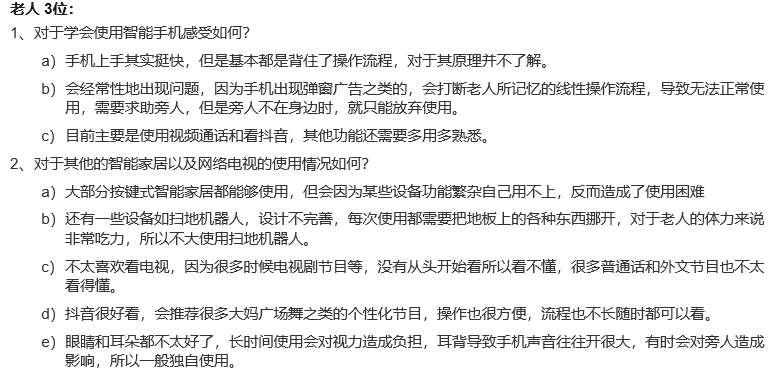 老人 3位：
1、对于学会使用智能手机感受如何？
a）手机上手其实挺快，但是基本都是背住了操作流程，对于其原理并不了解。
b）会经常性地出现问题，因为手机出现弹窗广告之类的，会打断老人所记忆的线性操作流程，导致无法正常使
用，需要求助旁人，但是旁人不在身边时，就只能放弃使用。
c）目前主要是使用视频通话和看抖音，其他功能还需要多用多熟悉。
2、对于其他的智能家居以及网络电视的使用情况如何？
a）大部分按键式智能家居都能够使用，但会因为某些设备功能繁杂自己用不上，反而造成了使用困难
b）还有一些设备如扫地机器人，设计不完善，每次使用都需要把地板上的各种东西挪开，对于老人的体力来说
非常吃力，所以不大使用扫地机器人。
c）不太喜欢看电视，因为很多时候电视剧节目等，没有从头开始看所以看不懂，很多普通话和外文节目也不太
看得懂。
d）抖音很好看，会推荐很多大妈广场舞之类的个性化节目，操作也很方便，流程也不长随时都可以看。
e）眼睛和耳朵都不太好了，长时间使用会对视力造成负担，耳背导致手机声音往往开很大，有时会对旁人造成
影响，所以一般独自使用。